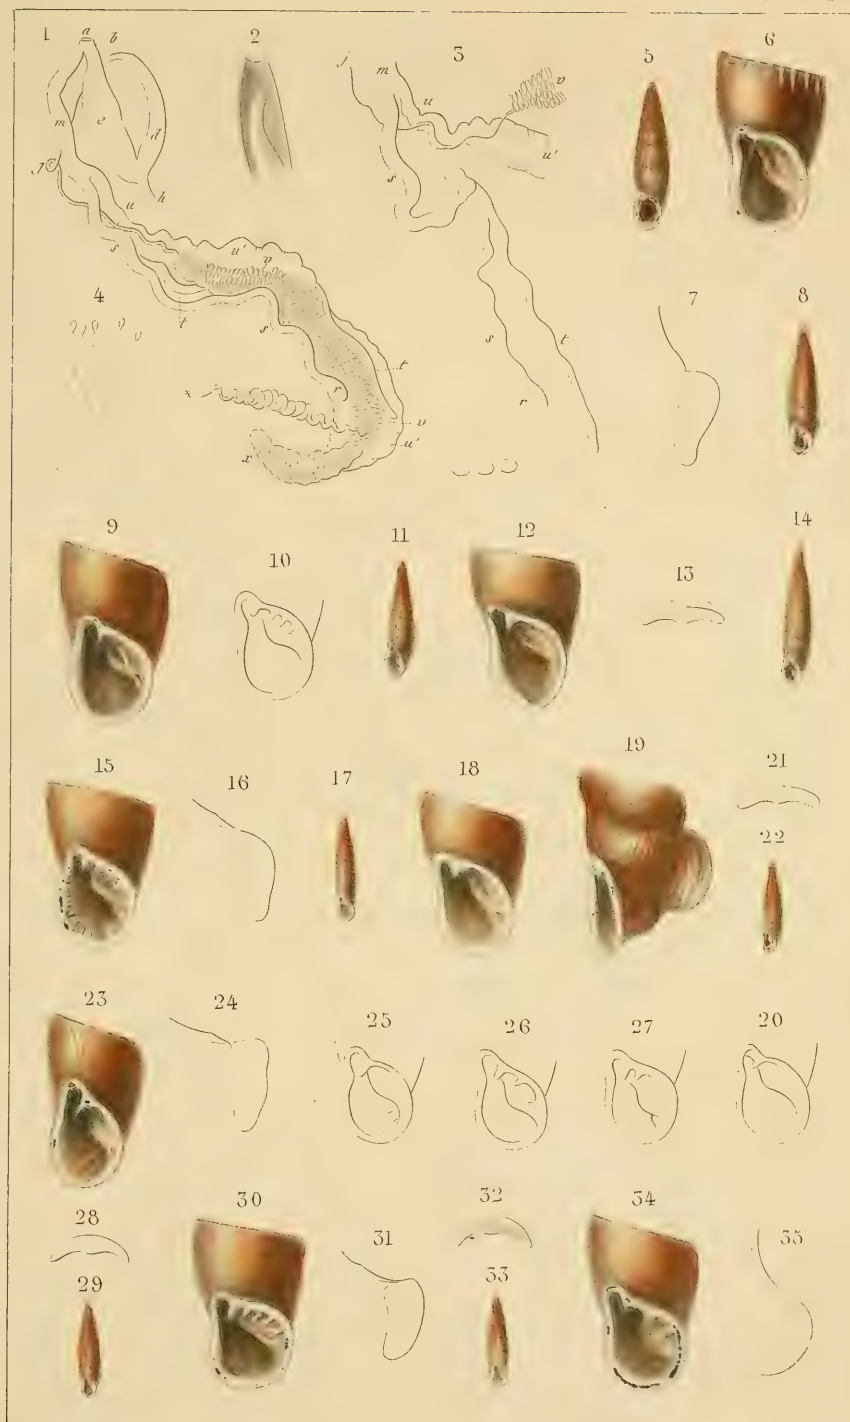 1 a b 2 3 5 6
j m u v
m e d
j h u u'
s s
u' v
4 7 8
t s t s t
r r
x v
u'
x
9 10 11 12 13 14
15 16 17 18 19 21
22
23 24 25 26 27 20
28 30 31 32 34 35
29 33